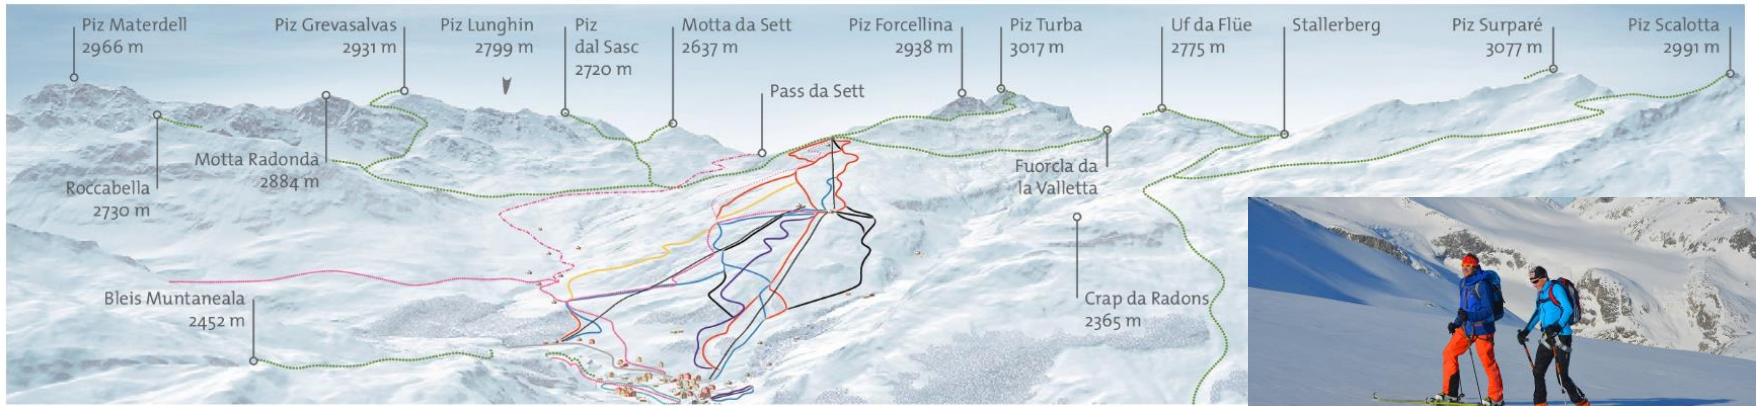 Piz Materdell
2966 m
Piz Grevasalvas
2931 m
Piz Lunghin
2799 m
Piz
dal Sasc
2720 m
Motta da Sett
2637 m
Piz Forcellina
2938 m
Piz Turba
3017 m
Uf da Flüe
2775 m
Stallerberg
Piz Surparé
3077 m
Piz Scalotta
2991 m
Pass da Sett
Motta Radonda
2884 m
Roccabella
2730 m
Fuorcla da
la Valletta
Bleis Muntaneala
2452 m
Crap da Radons
2365 m